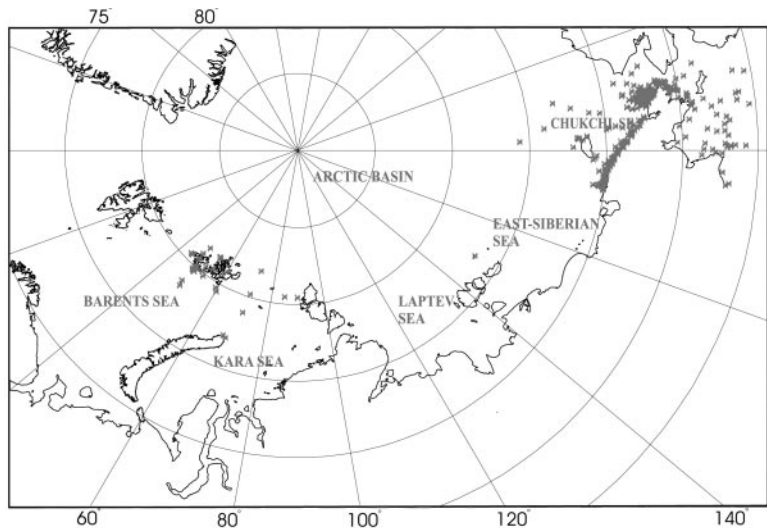 75° 80°
CHUKCHI SEA
ARCTIC BASIN
EAST-SIBERIAN
SEA
BARENTS SEA
LAPTEV
SEA
KARA SEA
60° 80° 100° 120° 140°